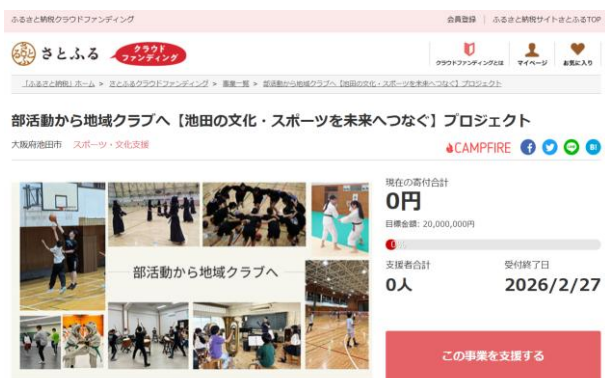 ふるさと納税クラウドファンディング
会員登録 | ふるさと納税サイトさとふるTOP
さとふる クラウドファンディング
クラウドファンディングとは マイページ お気に入り
「ふるさと納税」ホーム > さとふるクラウドファンディング > 事業一覧 > 部活動から地域クラブへ【池田の文化・スポーツを未来へつなぐ】プロジェクト
部活動から地域クラブへ【池田の文化・スポーツを未来へつなぐ】プロジェクト
大阪府池田市 スポーツ・文化支援
CAMPFIRE
部活動から地域クラブへ
現在の寄付合計
0円
目標金額: 20,000,000円
支援者合計 受付終了日
0人 2026/2/27
この事業を支援する